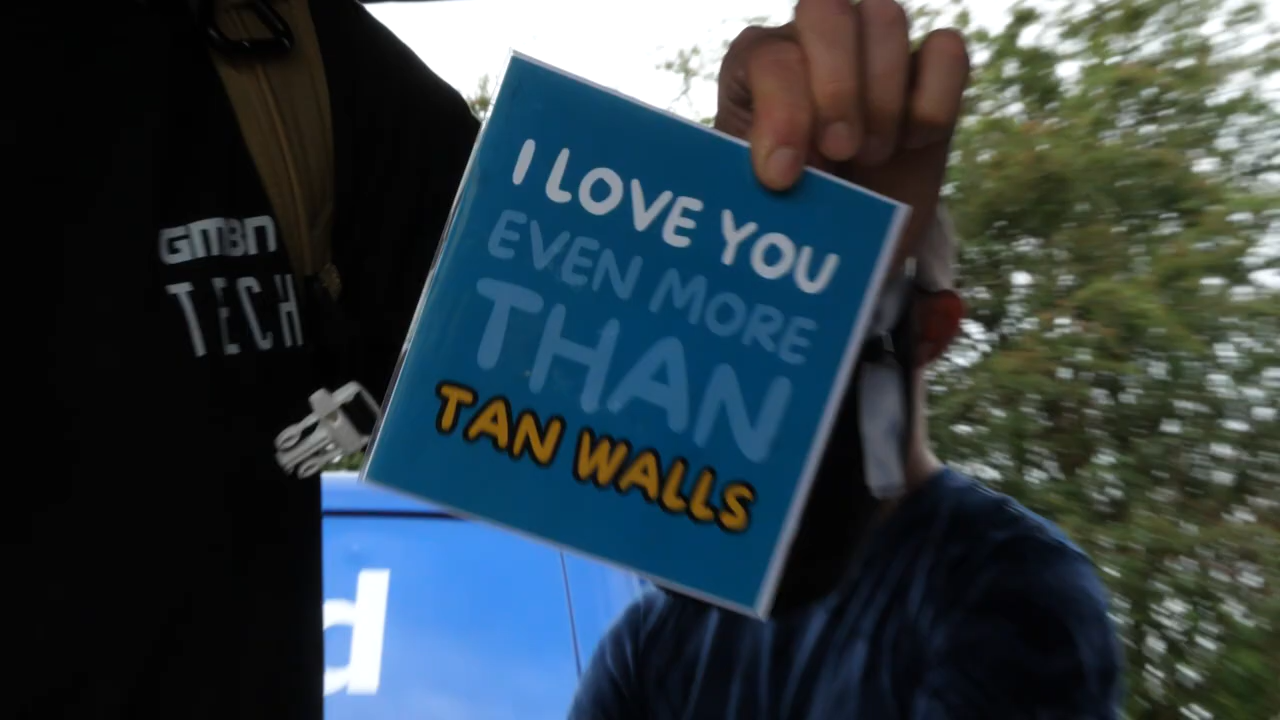 GMBN
TECH
I LOVE YOU
EVEN MORE
THAN
TAN WALLS
d